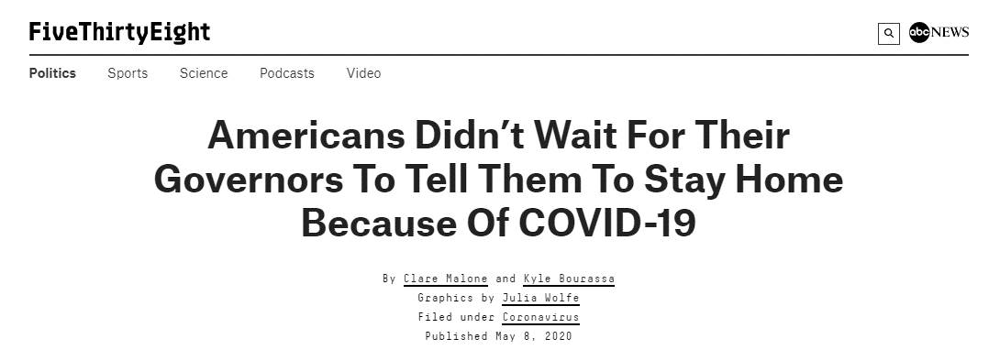 FiveThirtyEight
abc NEWS
Politics Sports Science Podcasts Video
Americans Didn’t Wait For Their
Governors To Tell Them To Stay Home
Because Of COVID-19
By Clare Malone and Kyle Bourassa
Graphics by Julia Wolfe
Filed under Coronavirus
Published May 8, 2020